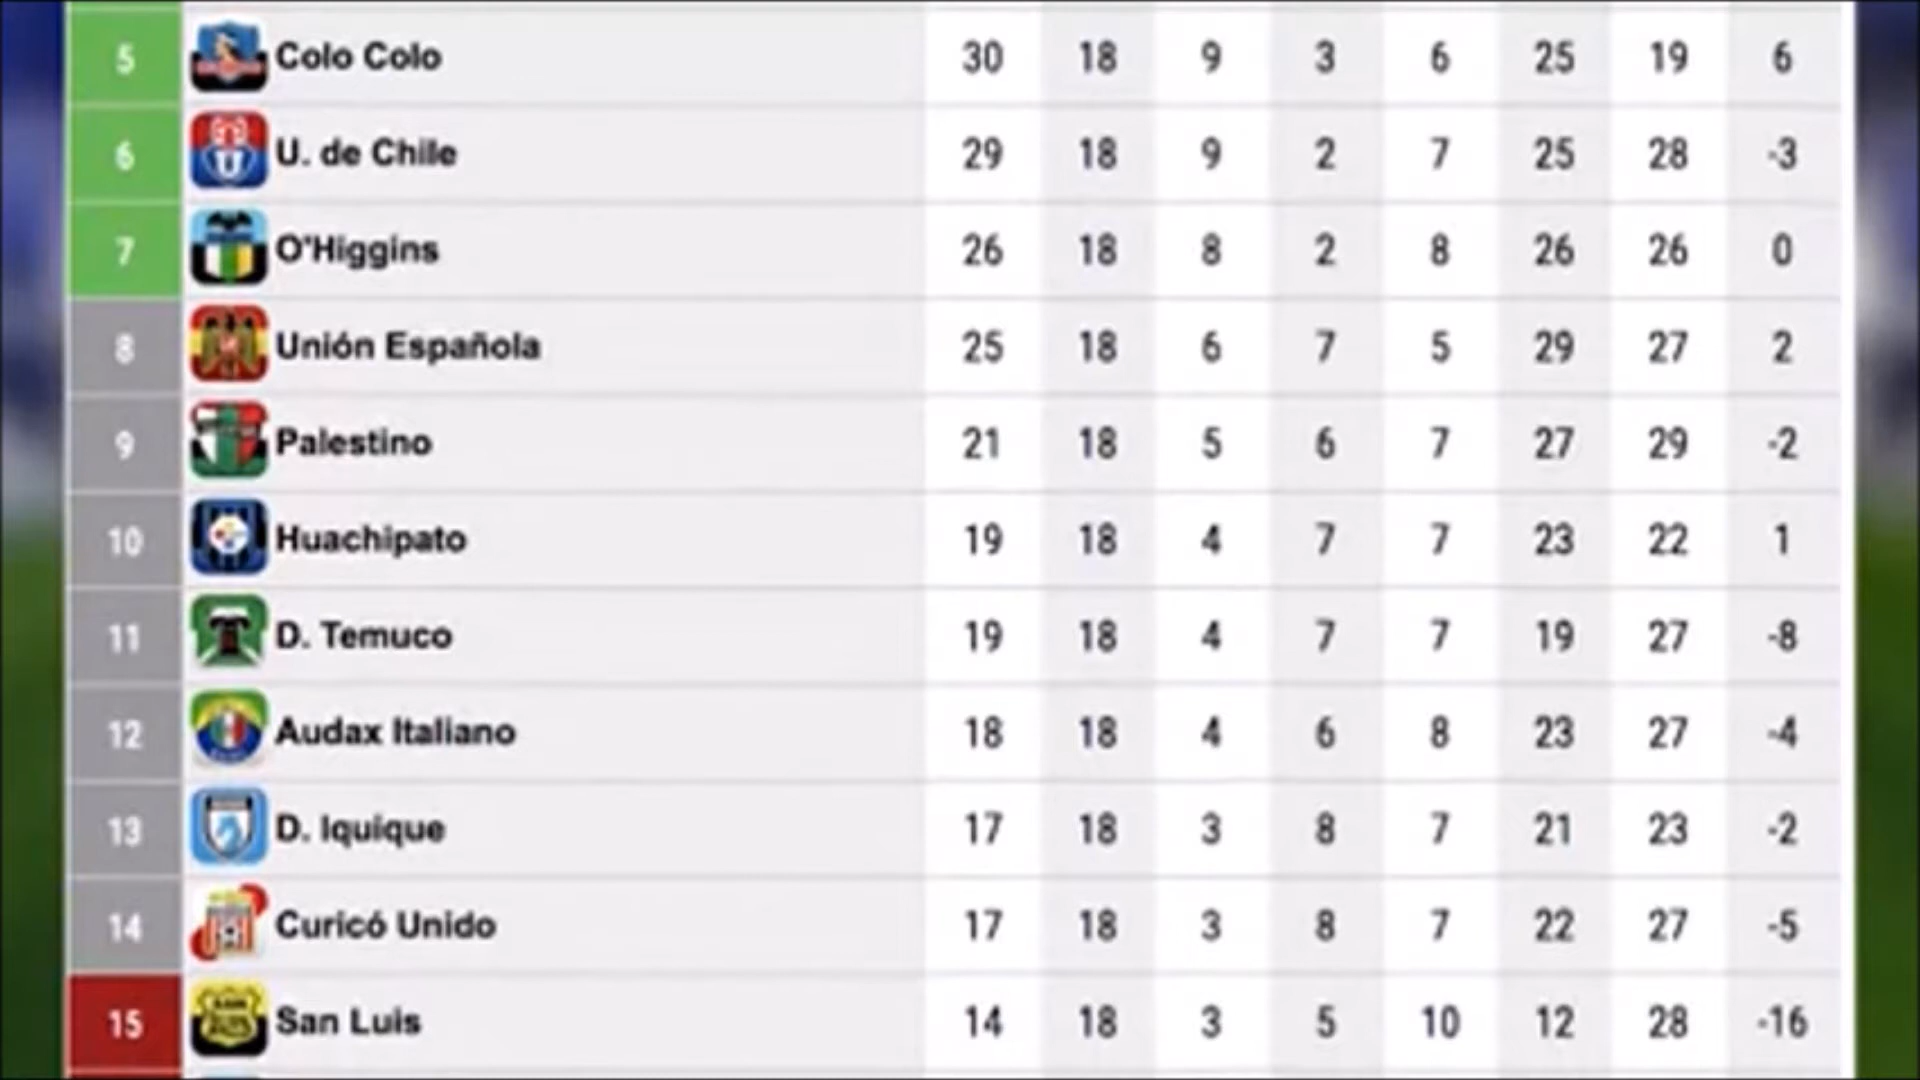 5 Colo Colo 30 18 9 3 6 25 19 6
6 U. de Chile 29 18 9 2 7 25 28 -3
7 O'Higgins 26 18 8 2 8 26 26 0
8 Unión Española 25 18 6 7 5 29 27 2
9 Palestino 21 18 5 6 7 27 29 -2
10 Huachipato 19 18 4 7 7 23 22 1
11 D. Temuco 19 18 4 7 7 19 27 -8
12 Audax Italiano 18 18 4 6 8 23 27 -4
13 D. Iquique 17 18 3 8 7 21 23 -2
14 Curicó Unido 17 18 3 8 7 22 27 -5
15 San Luis 14 18 3 5 10 12 28 -16